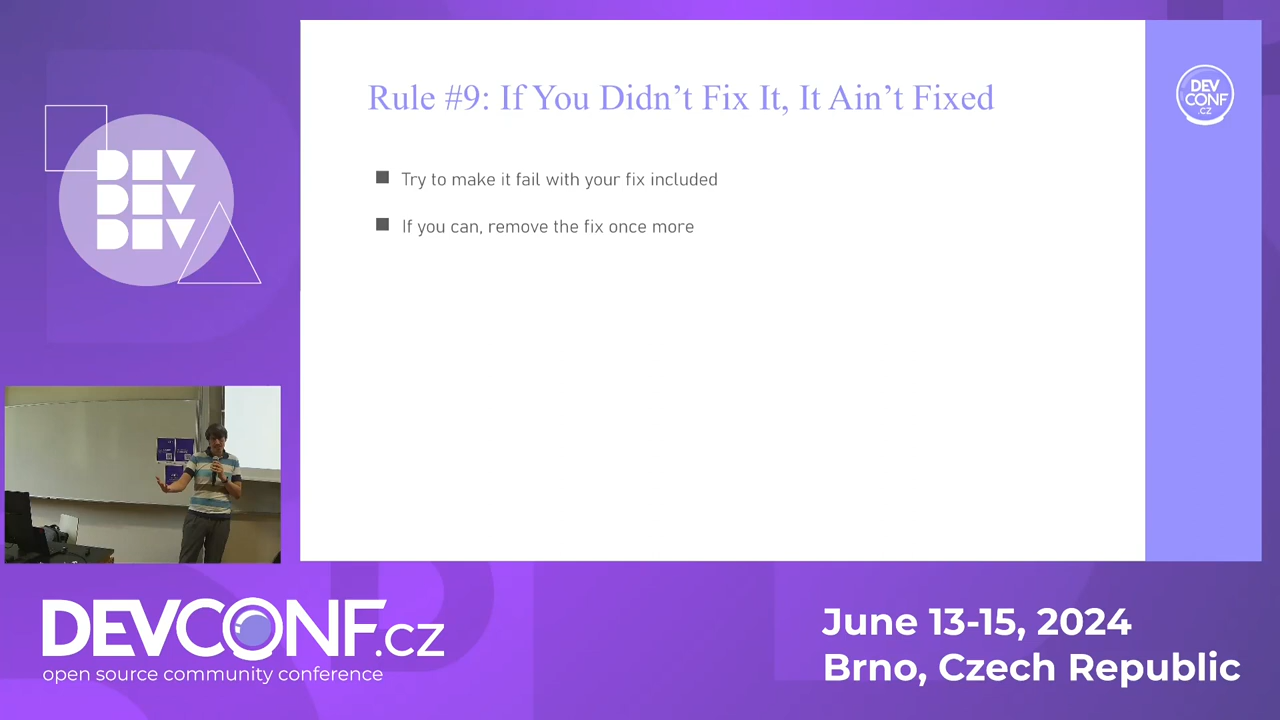 Rule #9: If You Didn't Fix It, It Ain't Fixed
DEV
CONF
.CZ
Try to make it fail with your fix included
If you can, remove the fix once more
DEV
DEV
DEV
DEVCONF.cz
open source community conference
June 13-15, 2024
Brno, Czech Republic